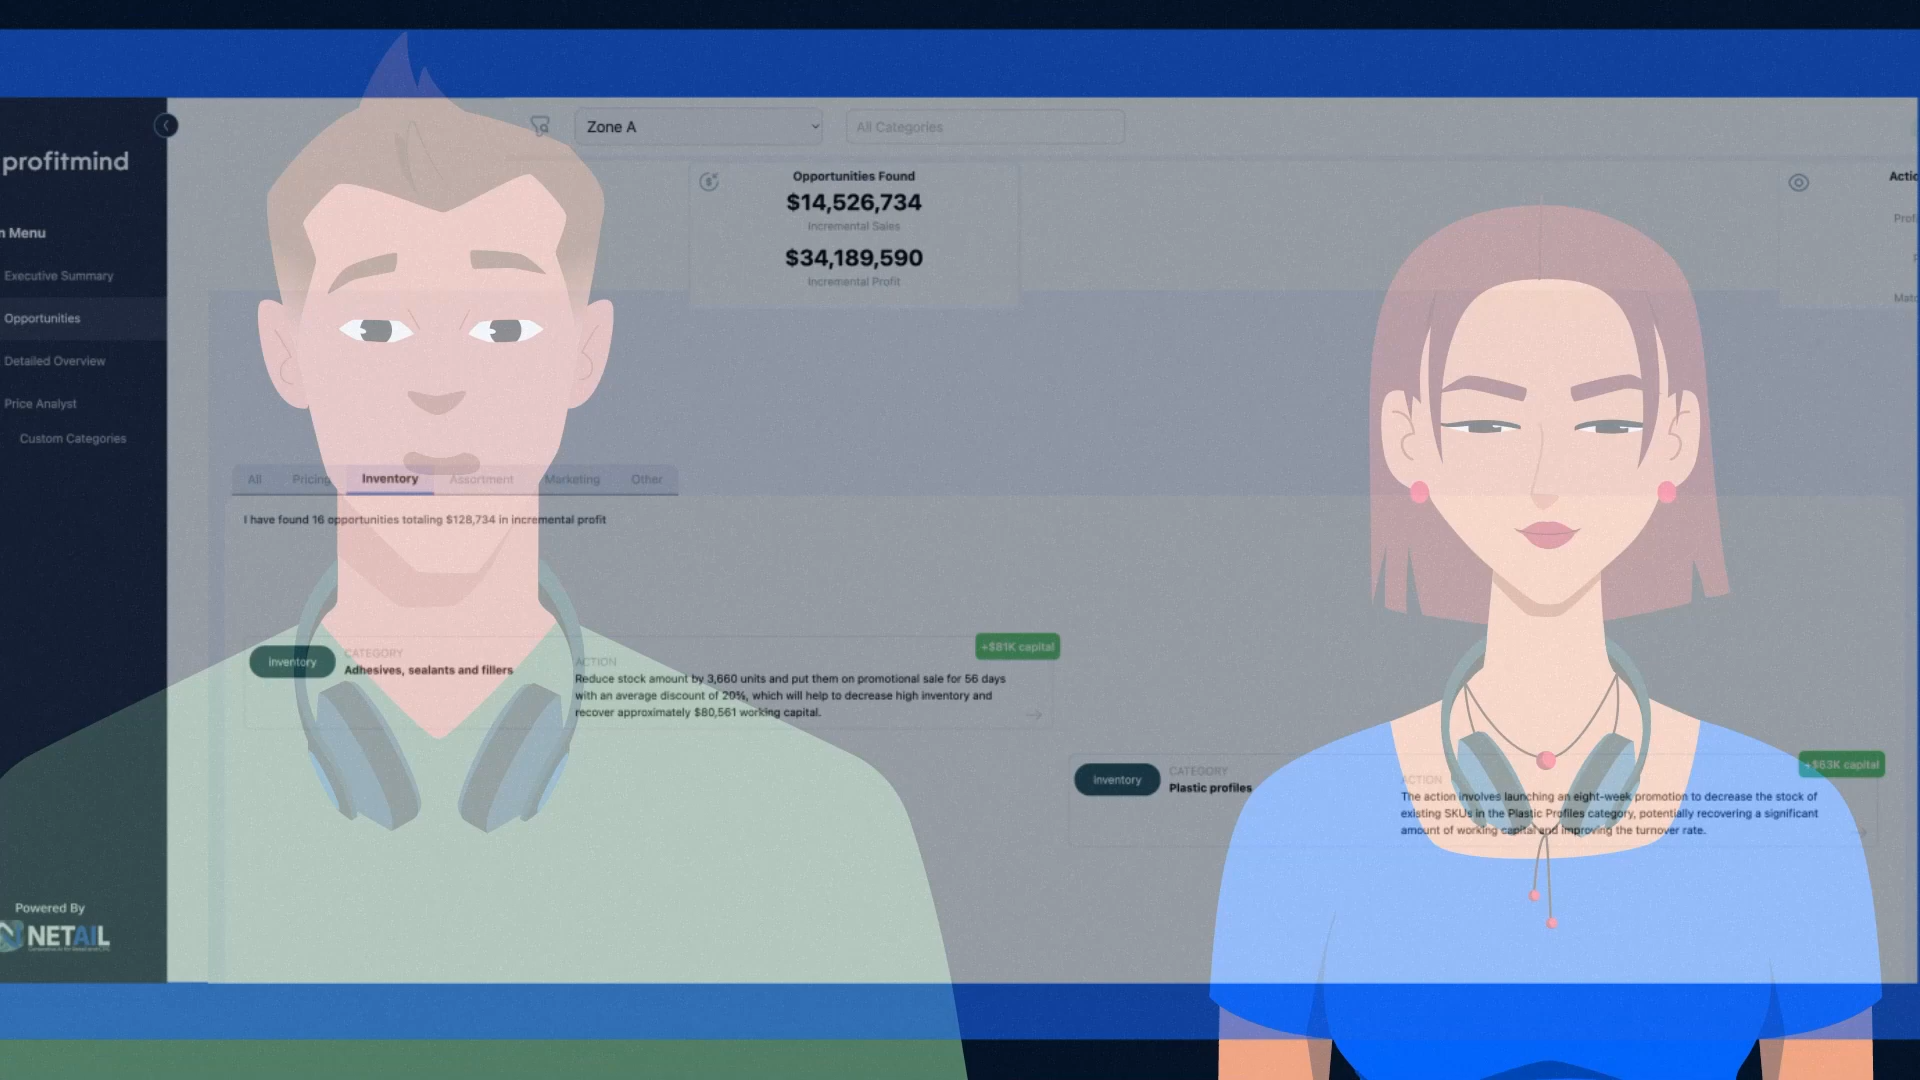 profitmind
n Menu
Executive Summary
Opportunities
Detailed Overview
Price Analyst
Custom Categories
Powered By
NETAIL
Zone A
All Categories
Opportunities Found
$14,526,734
Incremental Sales
$34,189,590
Incremental Profit
Actio
Profi
P
Matc
All
Pricing
Inventory
Assortment
Marketing
Other
I have found 16 opportunities totaling $128,734 in incremental profit
Inventory
CATEGORY
Adhesives, sealants and fillers
ACTION
Reduce stock amount by 3,660 units and put them on promotional sale for 56 days
with an average discount of 20%, which will help to decrease high inventory and
recover approximately $80,561 working capital.
+$81K capital
Inventory
CATEGORY
Plastic profiles
ACTION
The action involves launching an eight-week promotion to decrease the stock of
existing SKUs in the Plastic Profiles category, potentially recovering a significant
amount of working capital and improving the turnover rate.
+$63K capital